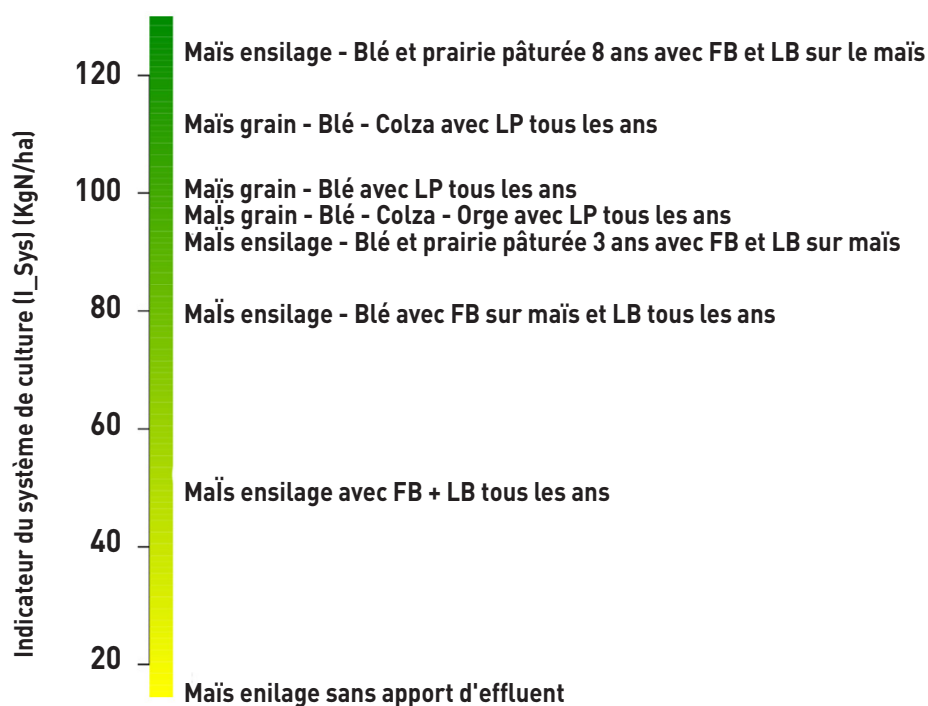 Indicateur du système de culture (I_Sys) (KgN/ha)
120
100
80
60
40
20
Maïs ensilage - Blé et prairie pâturée 8 ans avec FB et LB sur le maïs
Maïs grain - Blé - Colza avec LP tous les ans
Maïs grain - Blé avec LP tous les ans
MaÏs grain - Blé - Colza - Orge avec LP tous les ans
MaÏs ensilage - Blé et prairie pâturée 3 ans avec FB et LB sur maïs
MaÏs ensilage - Blé avec FB sur maïs et LB tous les ans
MaÏs ensilage avec FB + LB tous les ans
Maïs enilage sans apport d'effluent